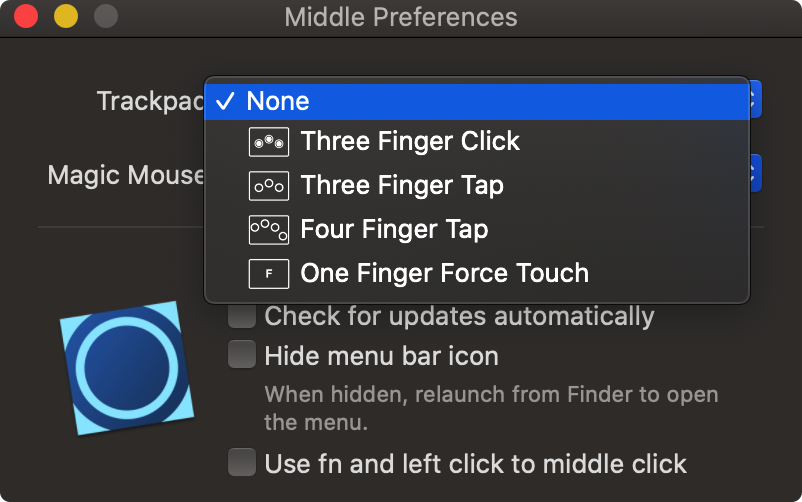 Middle Preferences
Trackpad
✓ None
Three Finger Click
Three Finger Tap
Four Finger Tap
F One Finger Force Touch
Magic Mouse
Check for updates automatically
Hide menu bar icon
When hidden, relaunch from Finder to open
the menu.
Use fn and left click to middle click